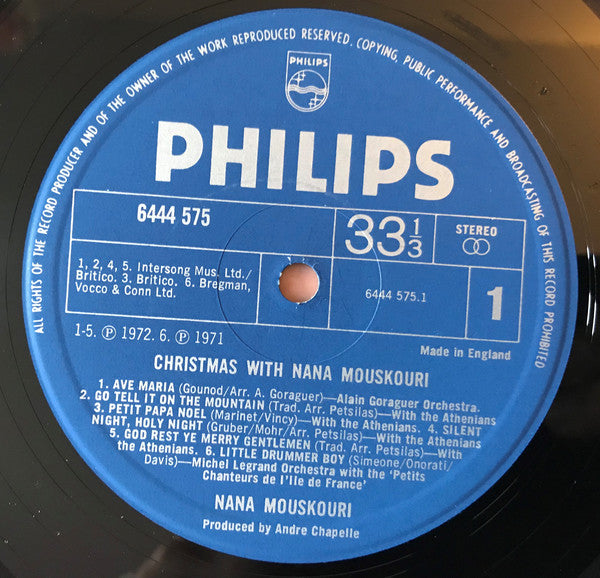 ALL RIGHTS OF THE RECORD PRODUCER AND OF THE OWNER OF THE WORK REPRODUCED RESERVED. COPYING, PUBLIC PERFORMANCE AND BROADCASTING OF THIS RECORD PROHIBITED
PHILIPS
PHILIPS
6444 575
33 1/3
STEREO
1, 2, 4, 5. Intersong Mus. Ltd./
Britico. 3. Britico. 6. Bregman,
Vocco & Conn Ltd.
6444 575.1
1
1-5. ℗ 1972. 6. ℗ 1971
Made in England
CHRISTMAS WITH NANA MOUSKOURI
1. AVE MARIA (Gounod/Arr. A. Goraguer)—Alain Goraguer Orchestra.
2. GO TELL IT ON THE MOUNTAIN (Trad. Arr. Petsilas)—With the Athenians
3. PETIT PAPA NOEL (Marinet/Vincy)—With the Athenians. 4. SILENT
NIGHT, HOLY NIGHT (Gruber/Mohr/Arr. Petsilas)—With the Athenians
5. GOD REST YE MERRY GENTLEMEN (Trad. Arr. Petsilas)—With
the Athenians. 6. LITTLE DRUMMER BOY (Simeone/Onorati/
Davis)—Michel Legrand Orchestra with the 'Petits
Chanteurs de l'Ile de France'
NANA MOUSKOURI
Produced by Andre Chapelle